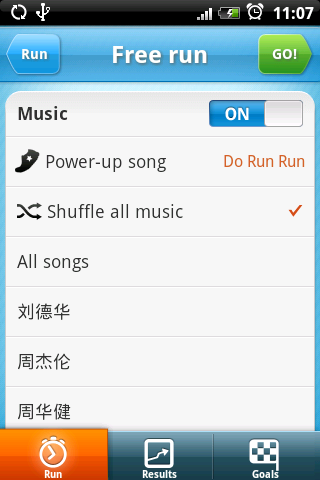 11:07
Run
Free run
GO!
Music
ON
Power-up song
Do Run Run
Shuffle all music
All songs
刘德华
周杰伦
周华健
Run
Results
Goals